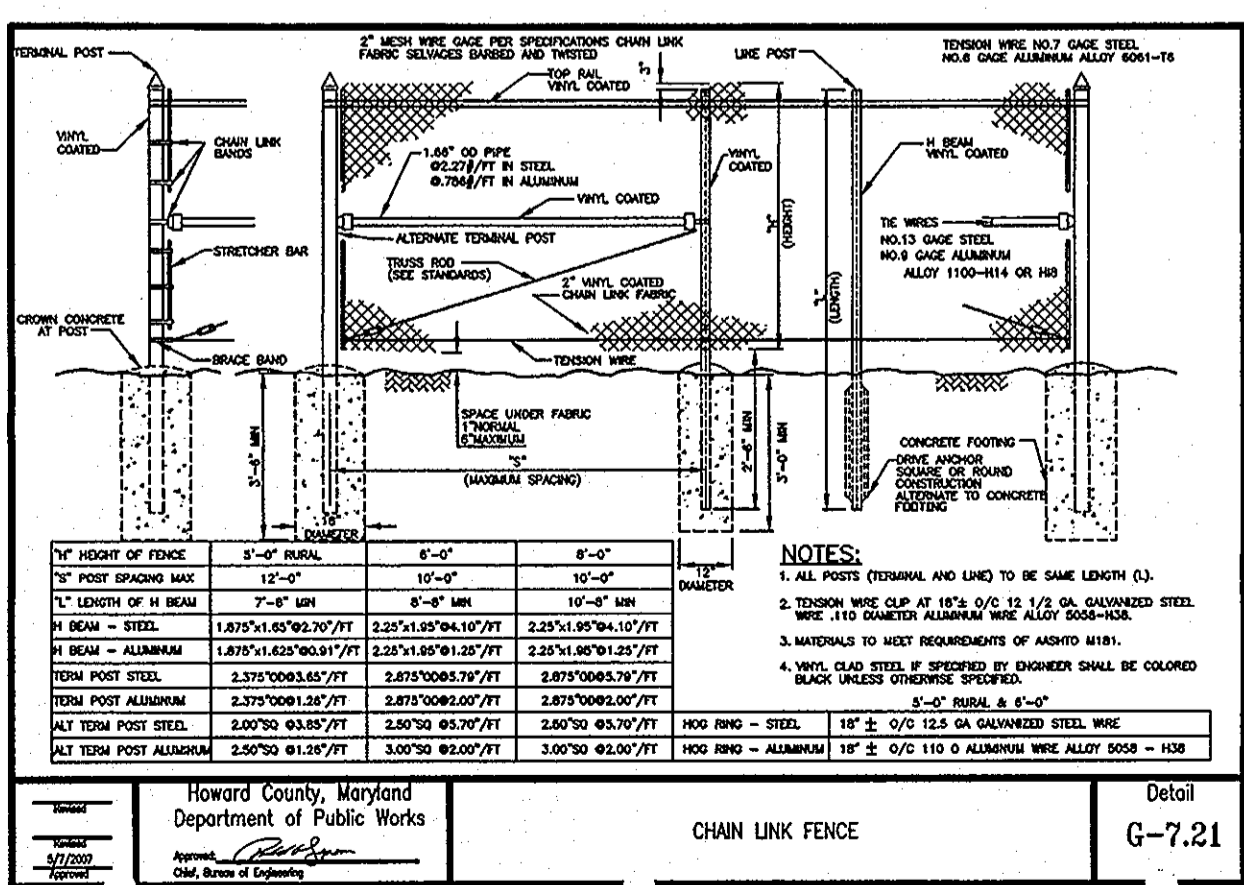 TERMINAL POST
2" MESH WIRE GAGE PER SPECIFICATIONS CHAIN LINK
FABRIC SELVAGES BARBED AND TWISTED
TOP RAIL
VINYL COATED
3"
LINE POST
TENSION WIRE NO.7 GAGE STEEL
NO.6 GAGE ALUMINUM ALLOY 6061-T6
VINYL
COATED
CHAIN LINK
BANDS
1.66" OD PIPE
@2.27#/FT IN STEEL
@.786#/FT IN ALUMINUM
VINYL
COATED
H BEAM
VINYL COATED
VINYL COATED
"H"
(HEIGHT)
TIE WIRES
NO.13 GAGE STEEL
NO.9 GAGE ALUMINUM
ALLOY 1100-H14 OR H18
ALTERNATE TERMINAL POST
STRETCHER BAR
TRUSS ROD
(SEE STANDARDS)
2" VINYL COATED
CHAIN LINK FABRIC
(LENGTH)
CROWN CONCRETE
AT POST
BRACE BAND
TENSION WIRE
3'-6" MIN
SPACE UNDER FABRIC
1"NORMAL
6"MAXIMUM
"S"
(MAXIMUM SPACING)
2'-6" MIN
3'-0" MIN
CONCRETE FOOTING
DRIVE ANCHOR
SQUARE OR ROUND
CONSTRUCTION
ALTERNATE TO CONCRETE
FOOTING
DIAMETER
12"
DIAMETER
"H" HEIGHT OF FENCE 5'-0" RURAL 6'-0" 8'-0"
"S" POST SPACING MAX 12'-0" 10'-0" 10'-0"
"L" LENGTH OF H BEAM 7'-8" MIN 8'-8" MIN 10'-8" MIN
H BEAM - STEEL 1.875"x1.65"@2.70"/FT 2.25"x1.95"@4.10"/FT 2.25"x1.95"@4.10"/FT
H BEAM - ALUMINUM 1.875"x1.625"@0.91"/FT 2.25"x1.95"@1.25"/FT 2.25"x1.95"@1.25"/FT
TERM POST STEEL 2.375"OD@3.65"/FT 2.875"OD@5.79"/FT 2.875"OD@5.79"/FT
TERM POST ALUMINUM 2.375"OD@1.26"/FT 2.875"OD@2.00"/FT 2.875"OD@2.00"/FT
ALT TERM POST STEEL 2.00"SQ @3.65"/FT 2.50"SQ @5.70"/FT 2.50"SQ @5.70"/FT
ALT TERM POST ALUMINUM 2.50"SQ @1.26"/FT 3.00"SQ @2.00"/FT 3.00"SQ @2.00"/FT
NOTES:
1. ALL POSTS (TERMINAL AND LINE) TO BE SAME LENGTH (L).
2. TENSION WIRE CLIP AT 18"± O/C 12 1/2 GA. GALVANIZED STEEL
WIRE .110 DIAMETER ALUMINUM WIRE ALLOY 5058-H38.
3. MATERIALS TO MEET REQUIREMENTS OF AASHTO M181.
4. VINYL CLAD STEEL IF SPECIFIED BY ENGINEER SHALL BE COLORED
BLACK UNLESS OTHERWISE SPECIFIED.
5'-0" RURAL & 6'-0"
HOG RING - STEEL 18" ± O/C 12.5 GA GALVANIZED STEEL WIRE
HOG RING - ALUMINUM 18" ± O/C 110 0 ALUMINUM WIRE ALLOY 5058 - H38
Revised
Revised
5/7/2007
Approved
Howard County, Maryland
Department of Public Works
Approved:
Chief, Bureau of Engineering
CHAIN LINK FENCE
Detail
G-7.21